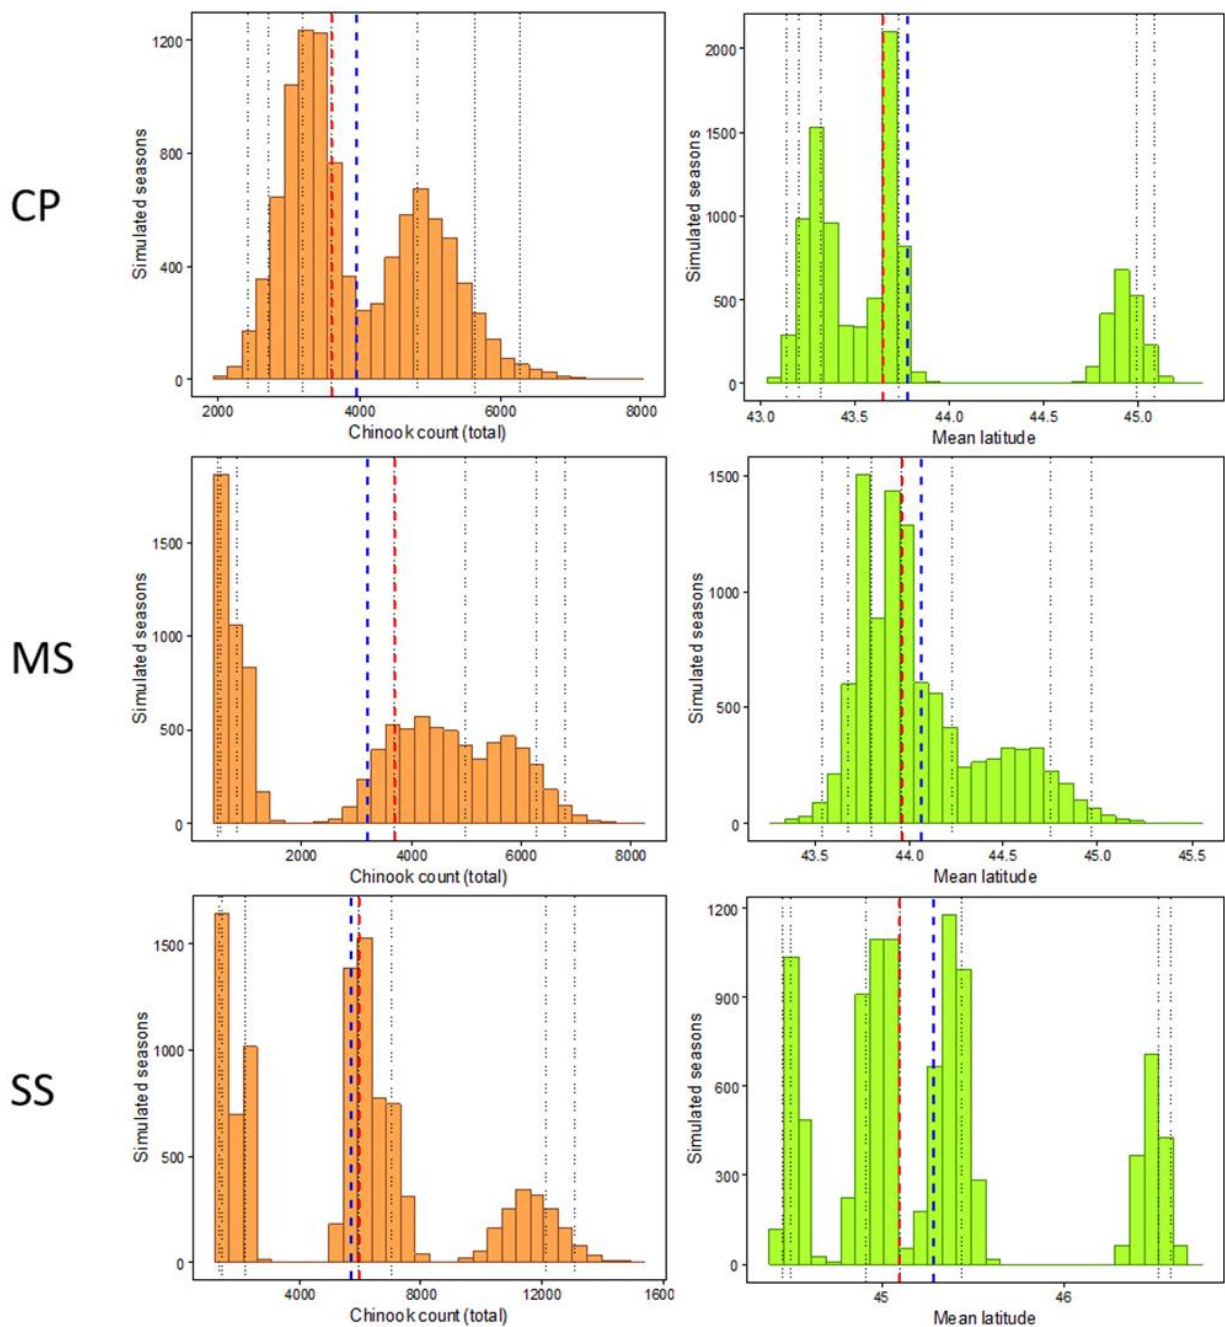 CP
Simulated seasons
1200
800
400
0
2000 4000 6000 8000
Chinook count (total)
Simulated seasons
2000
1500
1000
500
0
43.0 43.5 44.0 44.5 45.0
Mean latitude
MS
Simulated seasons
1500
1000
500
0
2000 4000 6000 8000
Chinook count (total)
Simulated seasons
1500
1000
500
0
43.5 44.0 44.5 45.0 45.5
Mean latitude
SS
Simulated seasons
1500
1000
500
0
4000 8000 12000 1600
Chinook count (total)
Simulated seasons
1200
900
600
300
0
45 46
Mean latitude